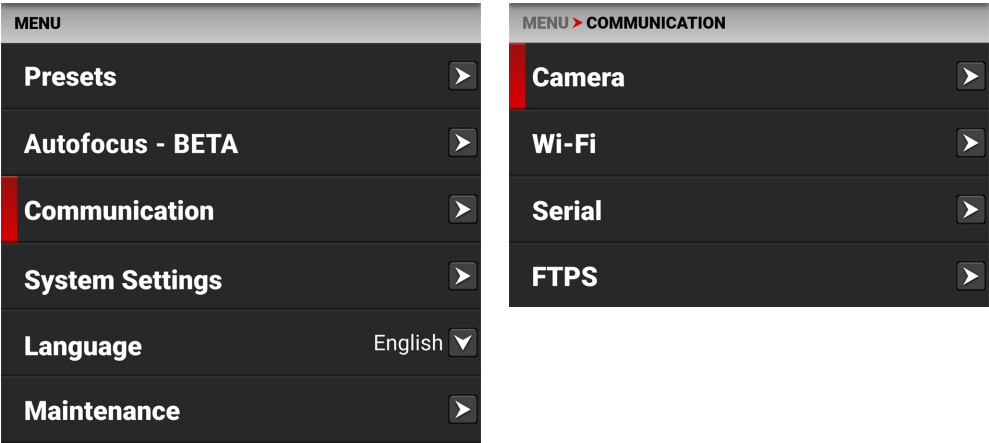 MENU
Presets
Autofocus - BETA
Communication
System Settings
Language English
Maintenance
MENU > COMMUNICATION
Camera
Wi-Fi
Serial
FTPS